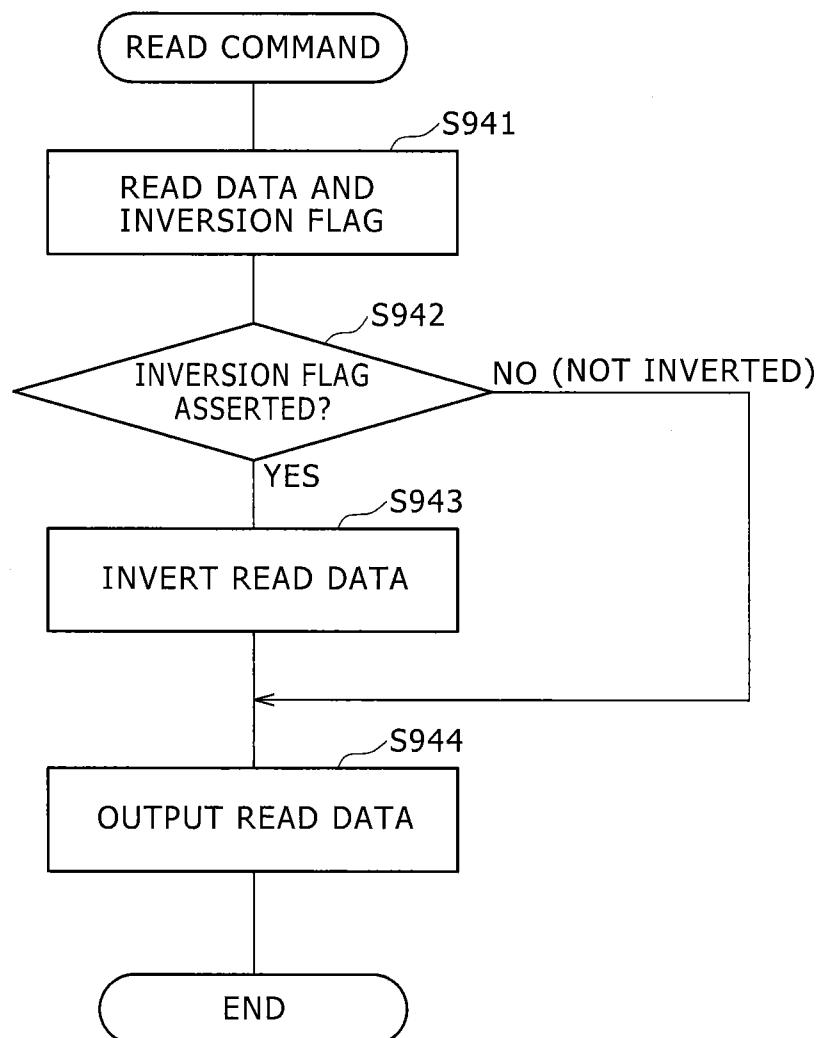 READ COMMAND
S941
READ DATA AND
INVERSION FLAG
S942
INVERSION FLAG
ASSERTED?
NO (NOT INVERTED)
YES
S943
INVERT READ DATA
S944
OUTPUT READ DATA
END